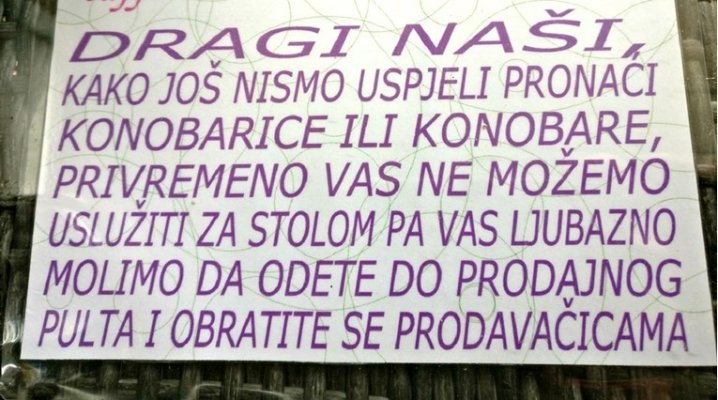 DRAGI NAŠI,
KAKO JOŠ NISMO USPJELI PRONAĆI
KONOBARICE ILI KONOBARE,
PRIVREMENO VAS NE MOŽEMO
USLUŽITI ZA STOLOM PA VAS LJUBAZNO
MOLIMO DA ODETE DO PRODAJNOG
PULTA I OBRATITE SE PRODAVAČICAMA